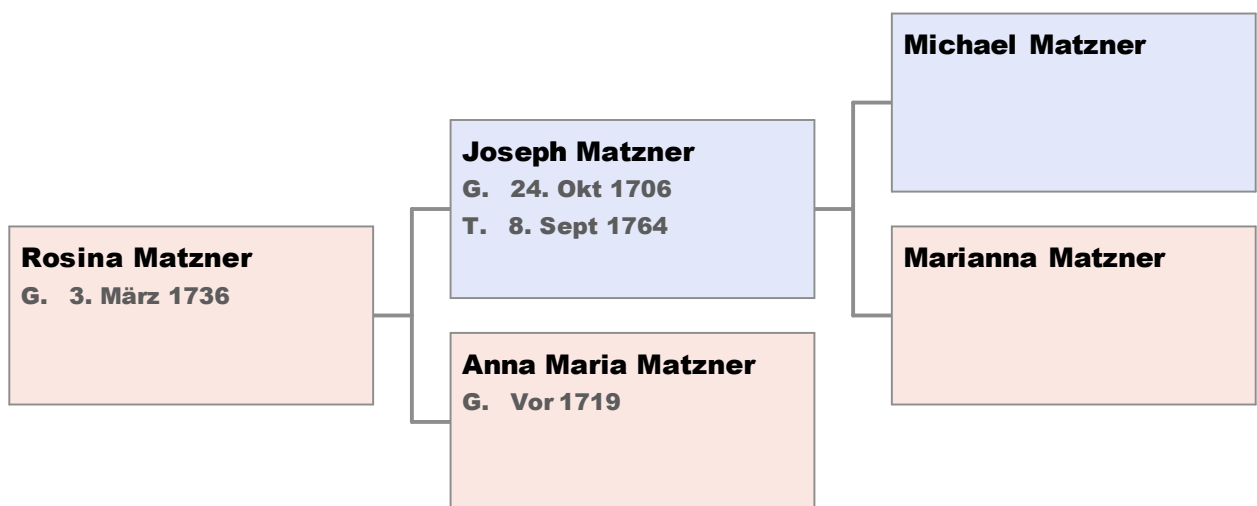 Michael Matzner
Joseph Matzner
G. 24. Okt 1706
T. 8. Sept 1764
Rosina Matzner
G. 3. März 1736
Marianna Matzner
Anna Maria Matzner
G. Vor 1719